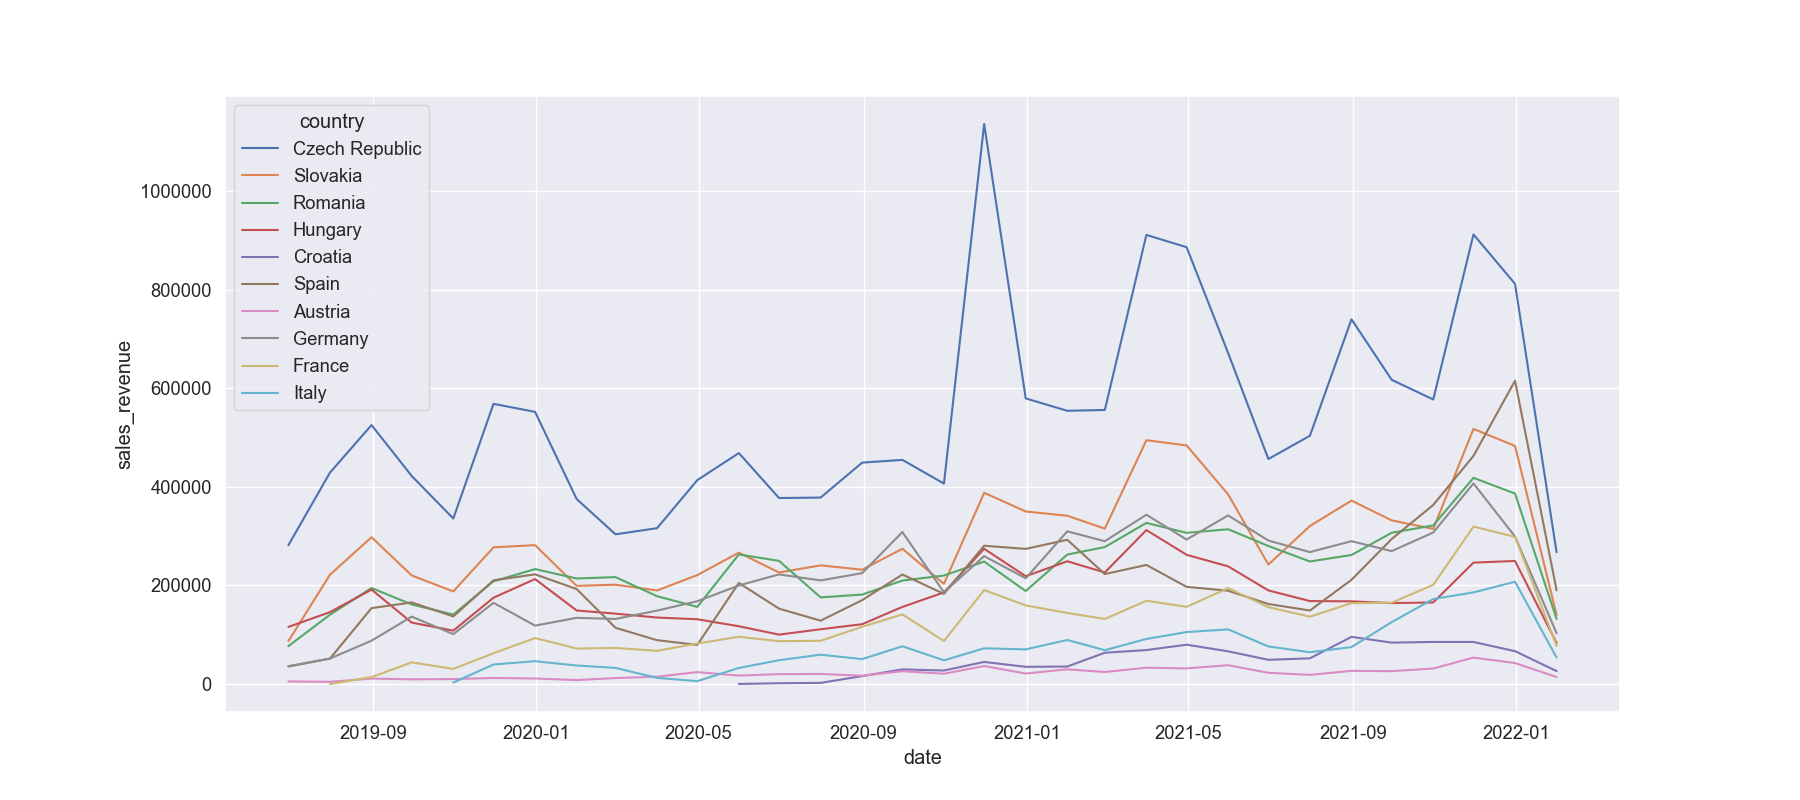 country
Czech Republic
Slovakia
Romania
Hungary
Croatia
Spain
Austria
Germany
France
Italy
sales_revenue
1000000
800000
600000
400000
200000
0
2019-09 2020-01 2020-05 2020-09 2021-01 2021-05 2021-09 2022-01
date